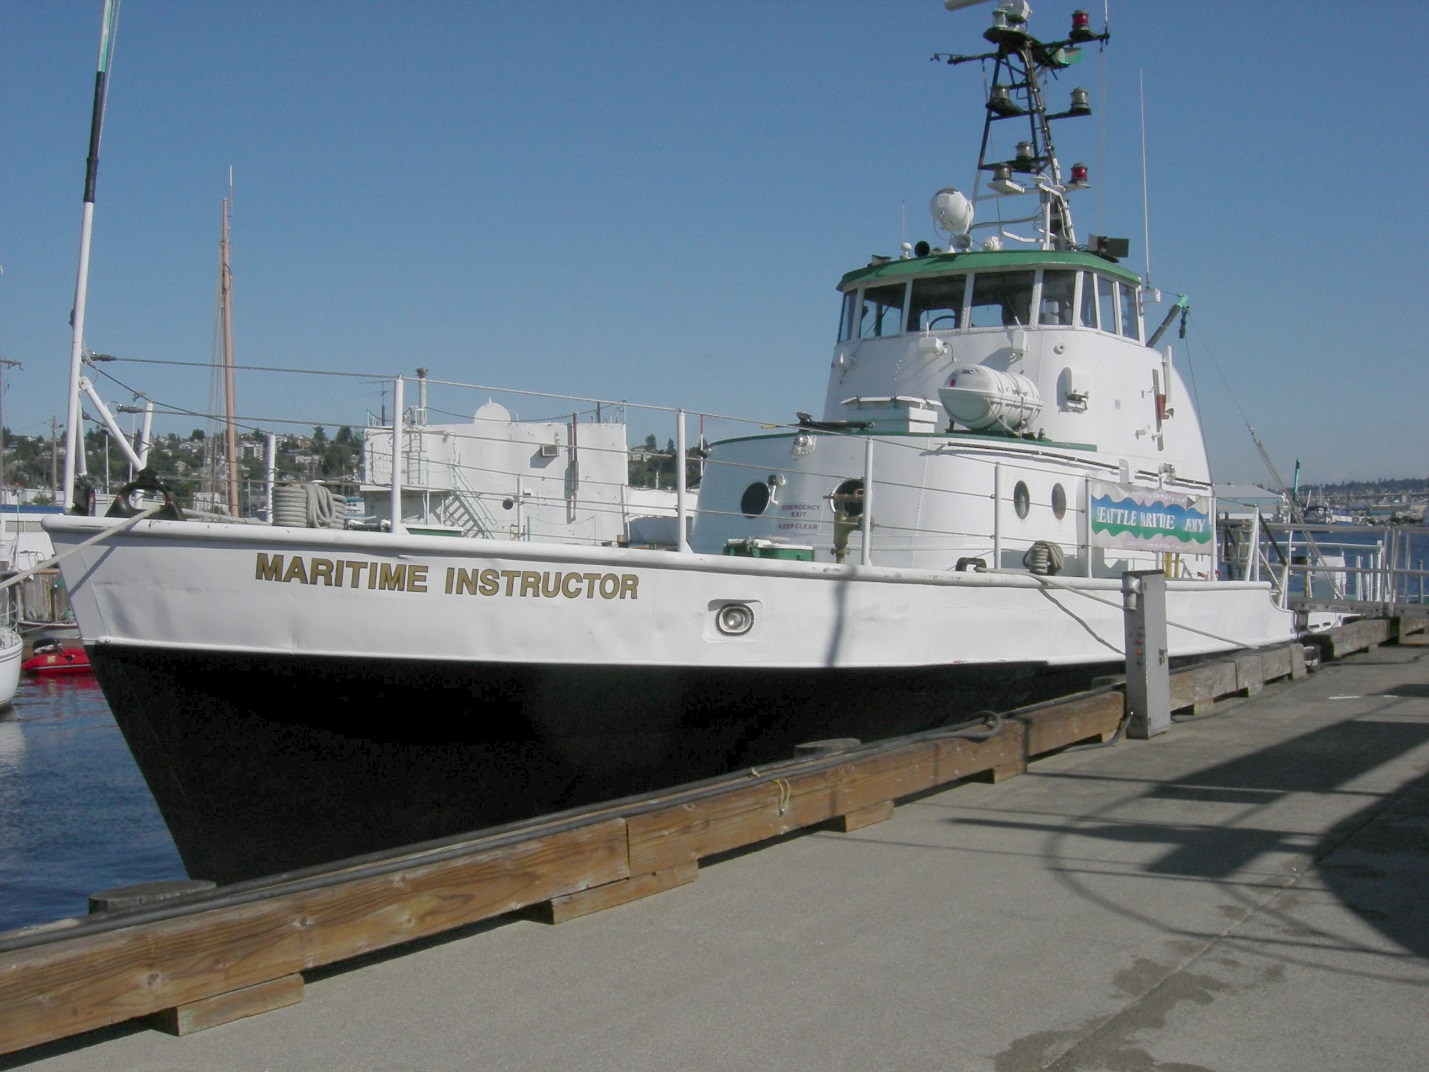 MARITIME INSTRUCTOR
EMERGENCY
EXIT
KEEP CLEAR